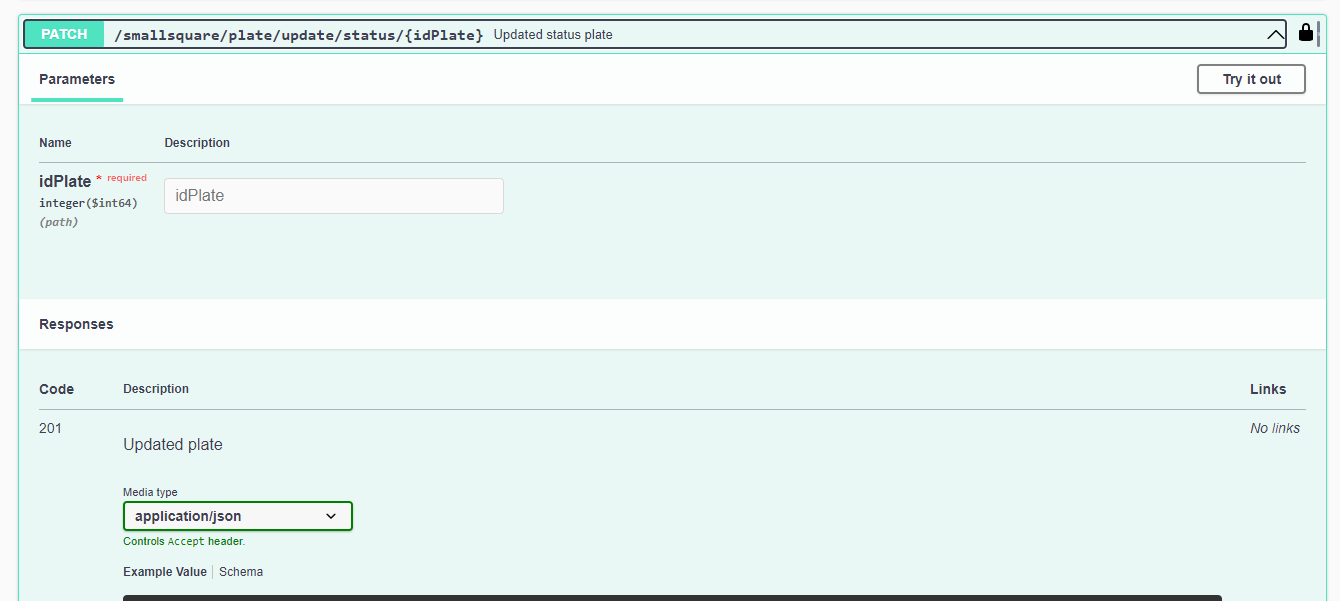 PATCH /smallsquare/plate/update/status/{idPlate} Updated status plate
Parameters Try it out
Name Description
idPlate * required idPlate
integer($int64)
(path)
Responses
Code Description Links
201 No links
Updated plate
Media type
application/json
Controls Accept header.
Example Value Schema